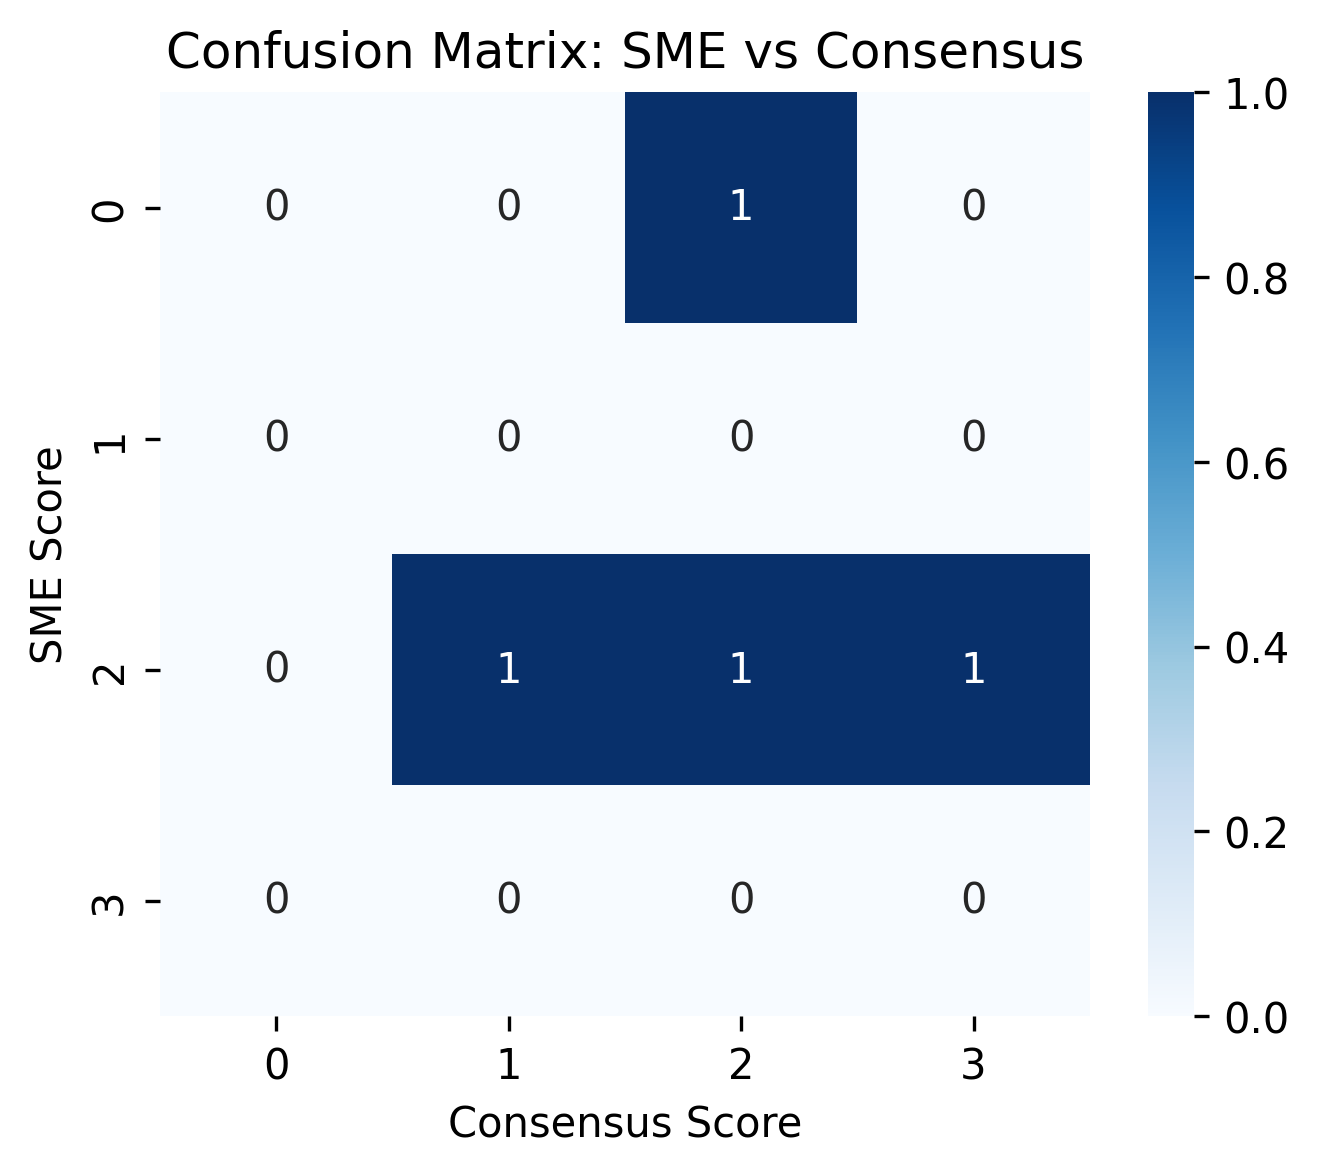 Confusion Matrix: SME vs Consensus
1.0
0
0 0 1 0
0.8
1
0 0 0 0
0.6
SME Score
2
0 1 1 1
0.4
0.2
3
0 0 0 0
0.0
0 1 2 3
Consensus Score